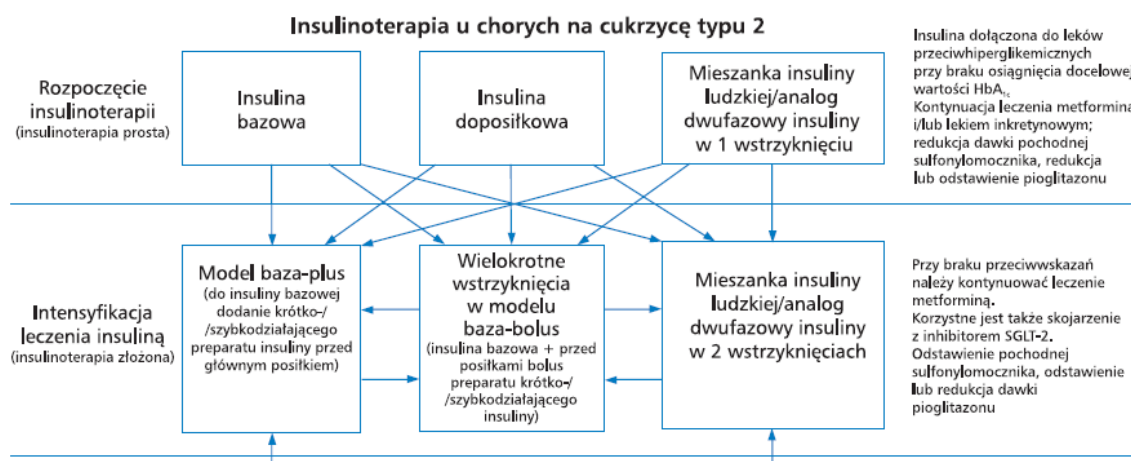 Insulinoterapia u chorych na cukrzycę typu 2
Rozpoczęcie
insulinoterapii
(insulinoterapia prosta)
Insulina
bazowa
Insulina
doposiłkowa
Mieszanka insuliny
ludzkiej/analog
dwufazowy insuliny
w 1 wstrzyknięciu
Insulina dołączona do leków
przeciwhiperglikemicznych
przy braku osiągnięcia docelowej
wartości HbA1c
Kontynuacja leczenia metforminą
i/lub lekiem inkretynowym;
redukcja dawki pochodnej
sulfonylomocznika, redukcja
lub odstawienie pioglitazonu
Intensyfikacja
leczenia insuliną
(insulinoterapia złożona)
Model baza-plus
(do insuliny bazowej
dodanie krótko-/
/szybkodziałającego
preparatu insuliny przed
głównym posiłkiem)
Wielokrotne
wstrzyknięcia
w modelu
baza-bolus
(insulina bazowa + przed
posiłkami bolus
preparatu krótko-/
/szybkodziałającego
insuliny)
Mieszanka insuliny
ludzkiej/analog
dwufazowy insuliny
w 2 wstrzyknięciach
Przy braku przeciwwskazań
należy kontynuować leczenie
metforminą.
Korzystne jest także skojarzenie
z inhibitorem SGLT-2.
Odstawienie pochodnej
sulfonylomocznika, odstawienie
lub redukcja dawki
pioglitazonu